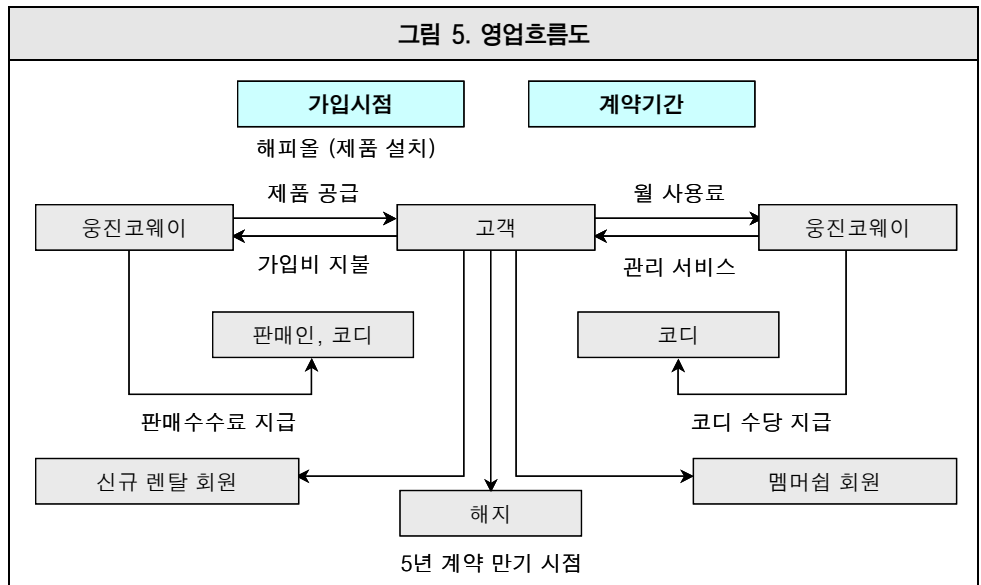 그림 5. 영업흐름도
가입시점
계약기간
해피올 (제품 설치)
제품 공급
월 사용료
웅진코웨이
고객
웅진코웨이
가입비 지불
관리 서비스
판매인, 코디
코디
판매수수료 지급
코디 수당 지급
신규 렌탈 회원
멤머쉽 회원
해지
5년 계약 만기 시점